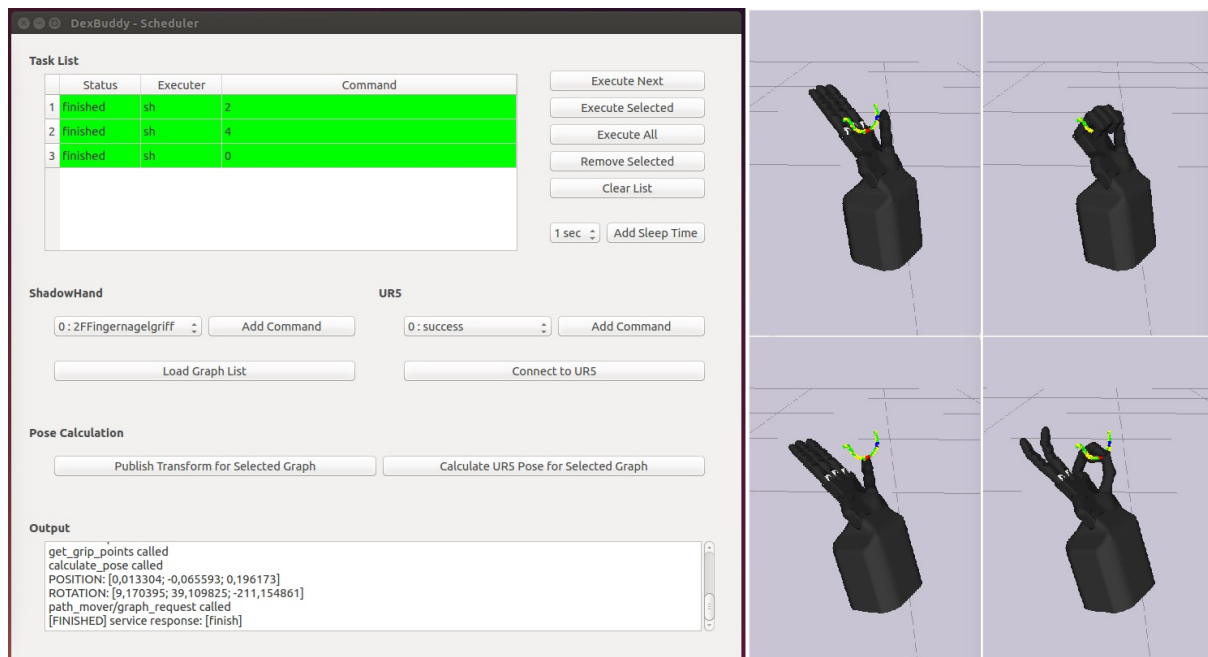 DexBuddy - Scheduler
Task List
Status Executer Command
1 finished sh 2
2 finished sh 4
3 finished sh 0
Execute Next
Execute Selected
Execute All
Remove Selected
Clear List
1 sec Add Sleep Time
ShadowHand UR5
0 : 2FFingernagelgriff Add Command 0 : success Add Command
Load Graph List Connect to UR5
Pose Calculation
Publish Transform for Selected Graph Calculate UR5 Pose for Selected Graph
Output
get_grip_points called
calculate_pose called
POSITION: [0,013304; -0,065593; 0,196173]
ROTATION: [9,170395; 39,109825; -211,154861]
path_mover/graph_request called
[FINISHED] service response: [finish]